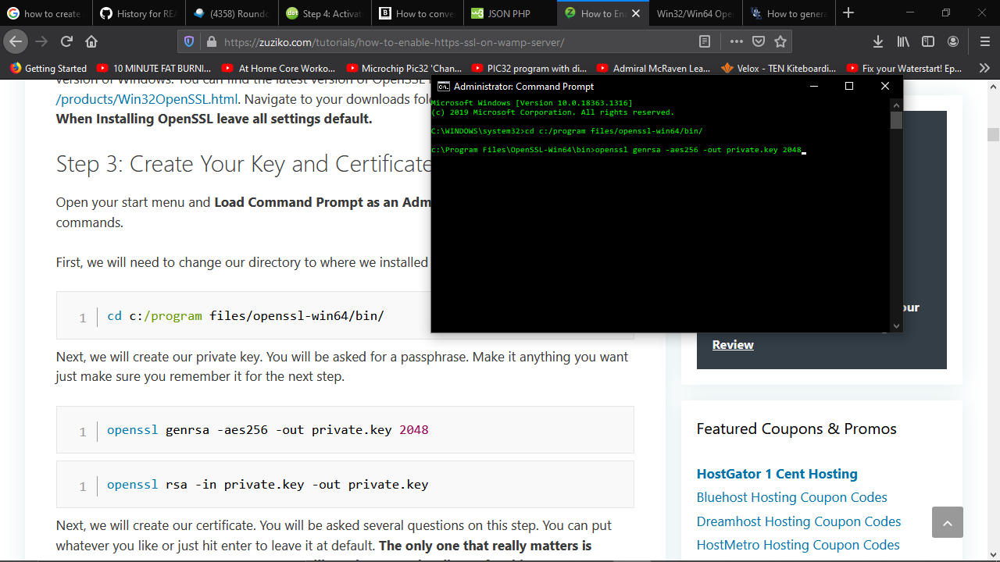 how to create
History for REA
(4358) Roundc
Step 4: Activat
How to conve
JSON PHP
How to Ena
Win32/Win64 Ope
How to genera
https://zuziko.com/tutorials/how-to-enable-https-ssl-on-wamp-server/
Getting Started
10 MINUTE FAT BURNI...
At Home Core Worko...
Microchip Pic32 'Chan...
PIC32 program with di...
Admiral McRaven Lea...
Velox - TEN Kiteboardi...
Fix your Waterstart! Ep...
version of Windows. You can find the latest version of OpenSSL
/products/Win32OpenSSL.html. Navigate to your downloads fol
When Installing OpenSSL leave all settings default.
Step 3: Create Your Key and Certificate
Open your start menu and Load Command Prompt as an Adm
commands.
First, we will need to change our directory to where we installed
1 cd c:/program files/openssl-win64/bin/
Next, we will create our private key. You will be asked for a passphrase. Make it anything you want
just make sure you remember it for the next step.
1 openssl genrsa -aes256 -out private.key 2048
1 openssl rsa -in private.key -out private.key
Next, we will create our certificate. You will be asked several questions on this step. You can put
whatever you like or just hit enter to leave it at default. The only one that really matters is
Administrator: Command Prompt
Microsoft Windows [Version 10.0.18363.1316]
(c) 2019 Microsoft Corporation. All rights reserved.
C:\WINDOWS\system32>cd c:/program files/openssl-win64/bin/
c:\Program Files\OpenSSL-Win64\bin>openssl genrsa -aes256 -out private.key 2048
our
Review
Featured Coupons & Promos
HostGator 1 Cent Hosting
Bluehost Hosting Coupon Codes
Dreamhost Hosting Coupon Codes
HostMetro Hosting Coupon Codes